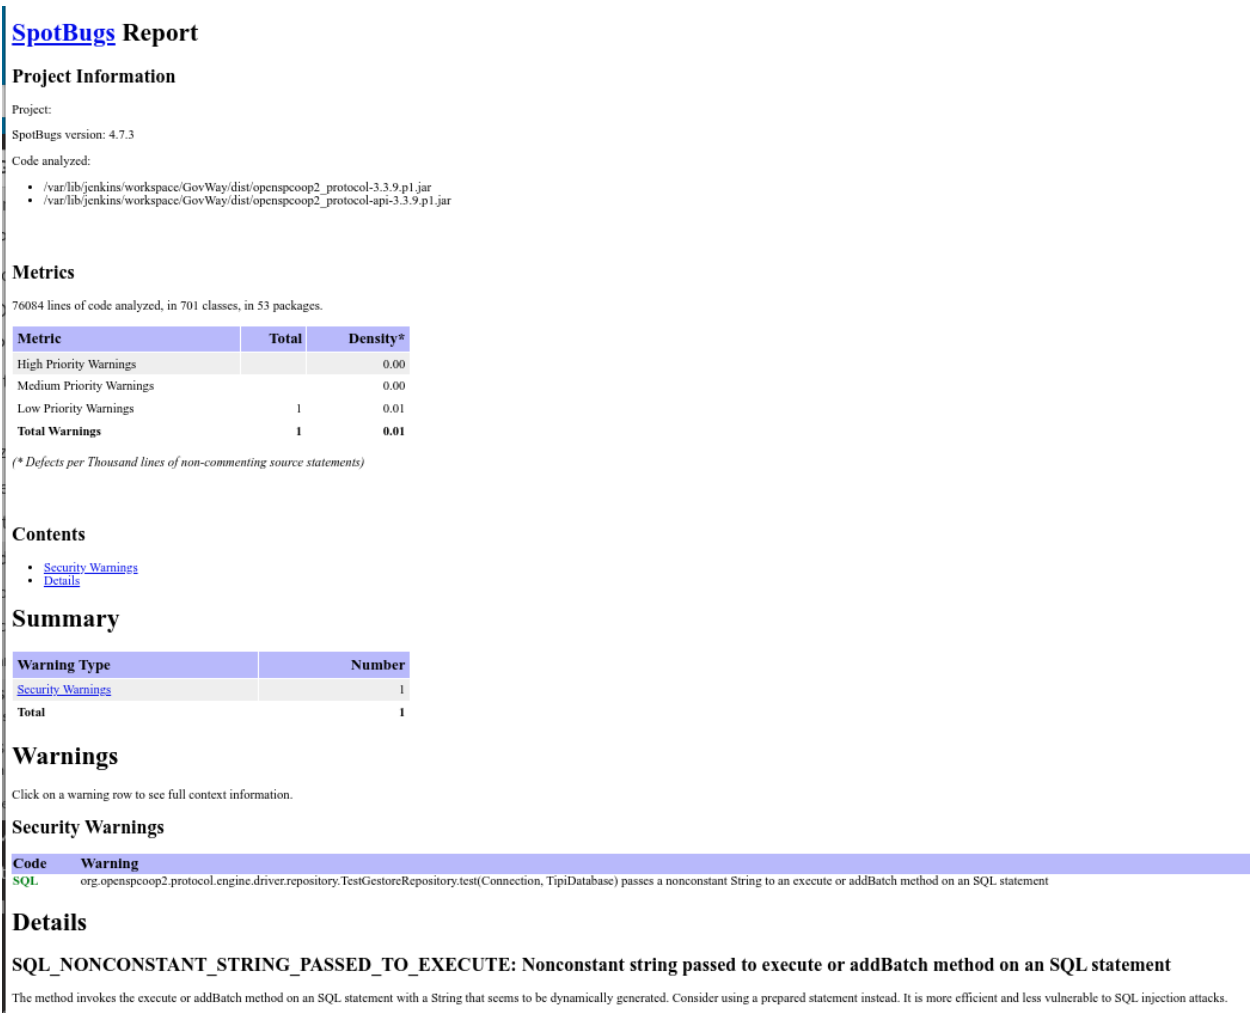 SpotBugs Report
Project Information
Project:
SpotBugs version: 4.7.3
Code analyzed:
• /var/lib/jenkins/workspace/GovWay/dist/openspcoop2_protocol-3.3.9.p1.jar
• /var/lib/jenkins/workspace/GovWay/dist/openspcoop2_protocol-api-3.3.9.p1.jar
Metrics
76084 lines of code analyzed, in 701 classes, in 53 packages.
Metric Total Density*
High Priority Warnings 0.00
Medium Priority Warnings 0.00
Low Priority Warnings 1 0.01
Total Warnings 1 0.01
(* Defects per Thousand lines of non-commenting source statements)
Contents
• Security Warnings
• Details
Summary
Warning Type Number
Security Warnings 1
Total 1
Warnings
Click on a warning row to see full context information.
Security Warnings
Code Warning
SQL org.openspcoop2.protocol.engine.driver.repository.TestGestoreRepository.test(Connection, TipiDatabase) passes a nonconstant String to an execute or addBatch method on an SQL statement
Details
SQL_NONCONSTANT_STRING_PASSED_TO_EXECUTE: Nonconstant string passed to execute or addBatch method on an SQL statement
The method invokes the execute or addBatch method on an SQL statement with a String that seems to be dynamically generated. Consider using a prepared statement instead. It is more efficient and less vulnerable to SQL injection attacks.